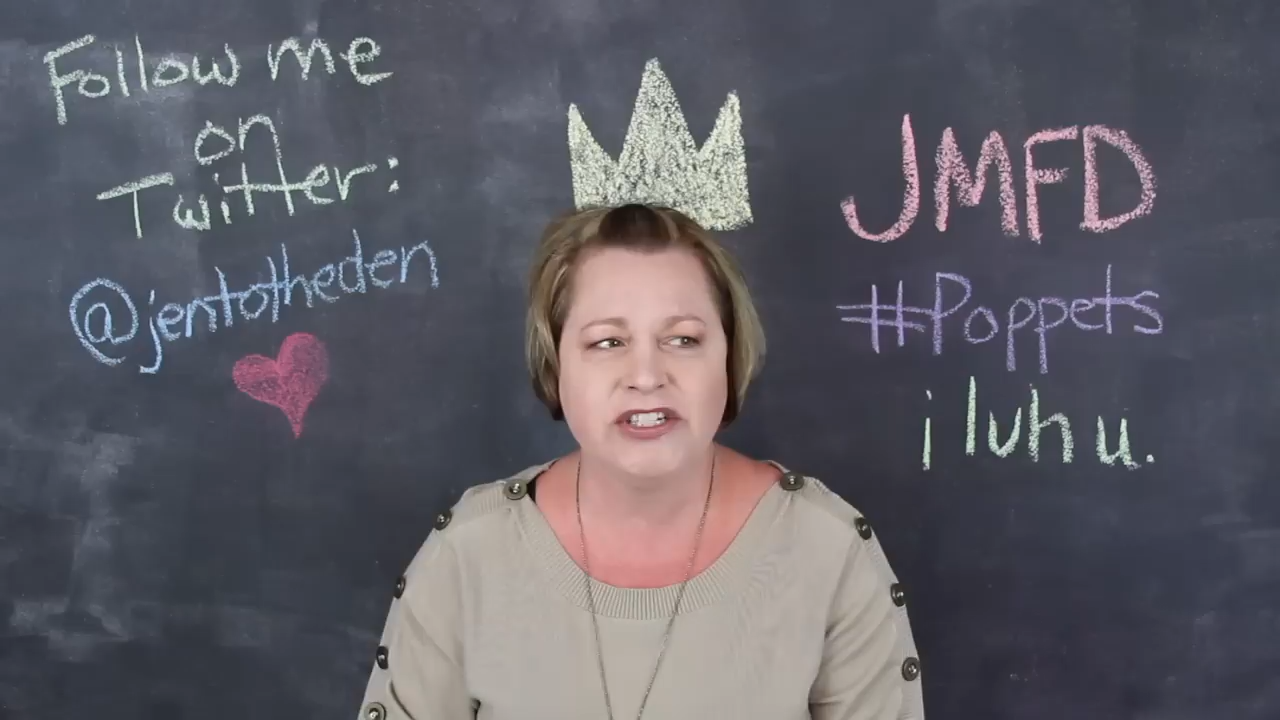 Follow me
on
Twitter:
@jentotheden
JMFD
#Poppets
i luh u.